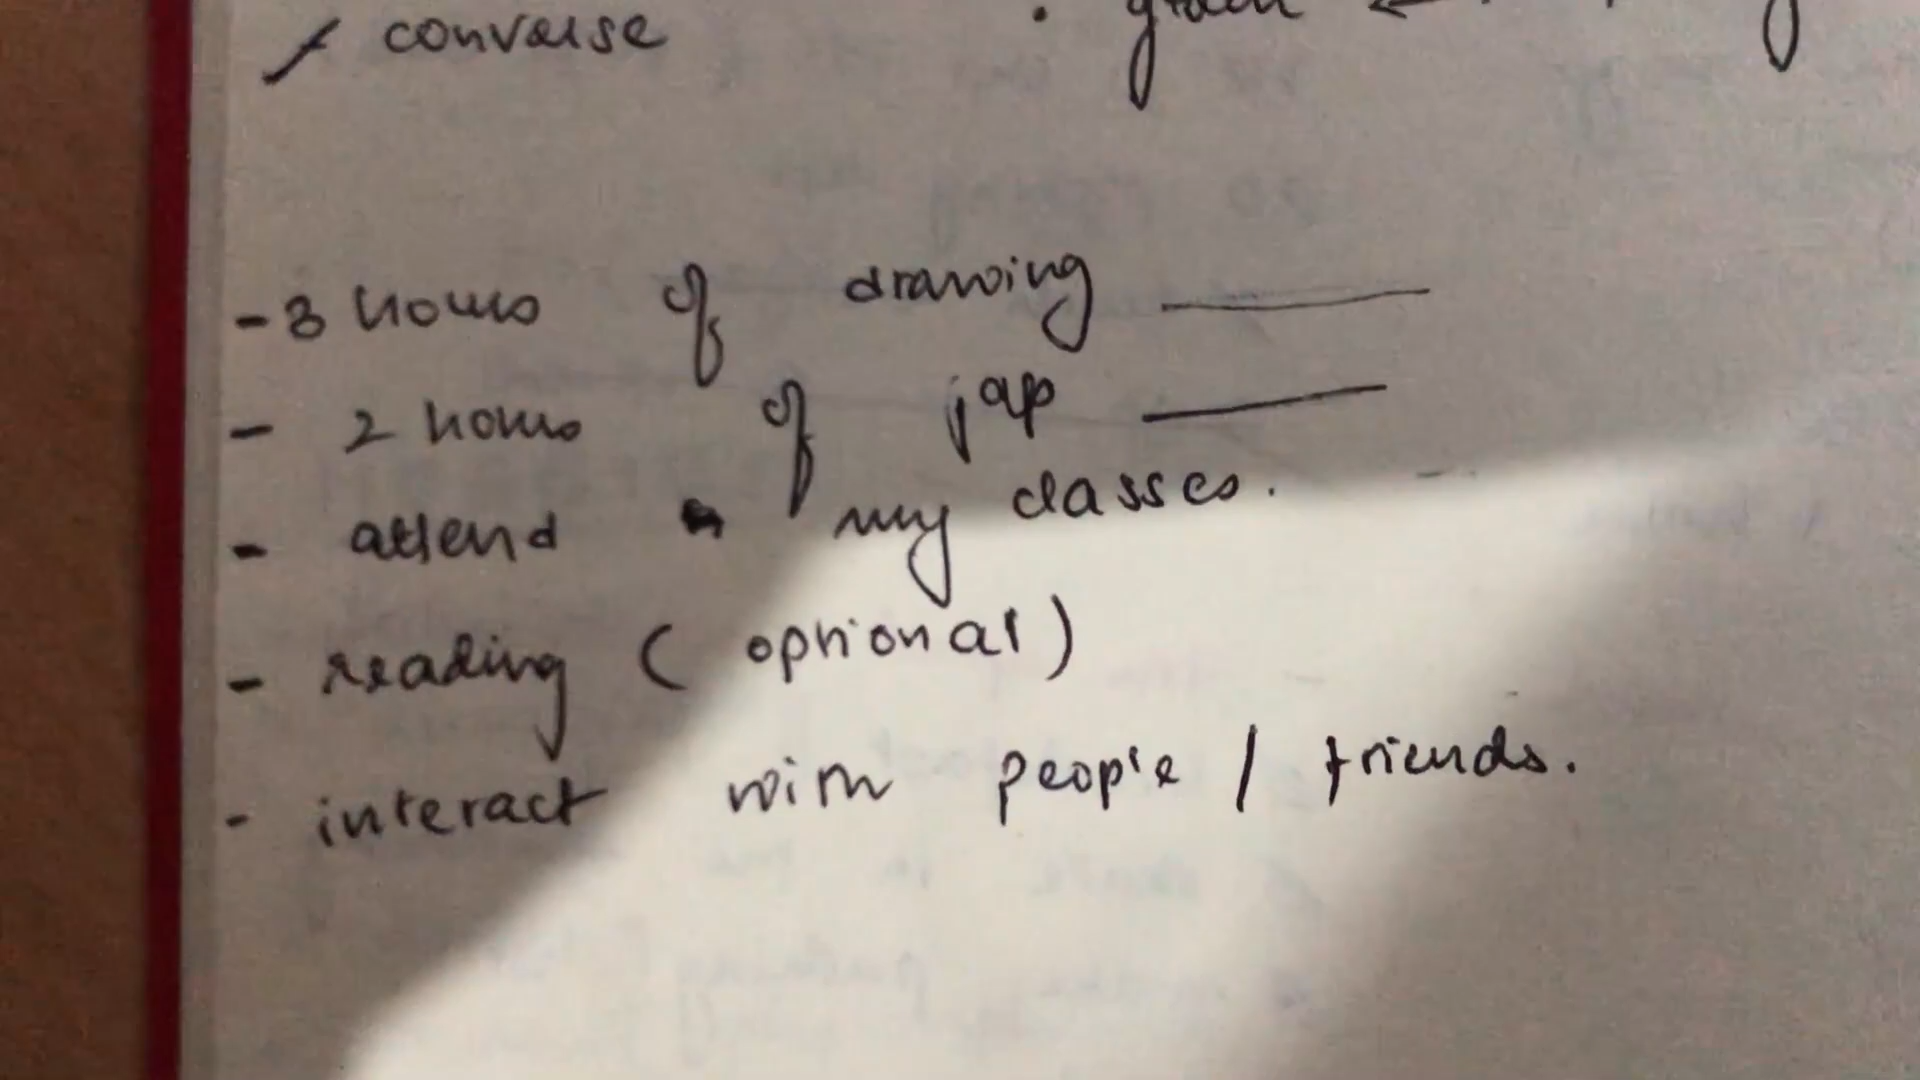 converse
- 3 hours of drawing
- 2 hours of jap
- attend my classes.
- reading (optional)
- interact with people / friends.